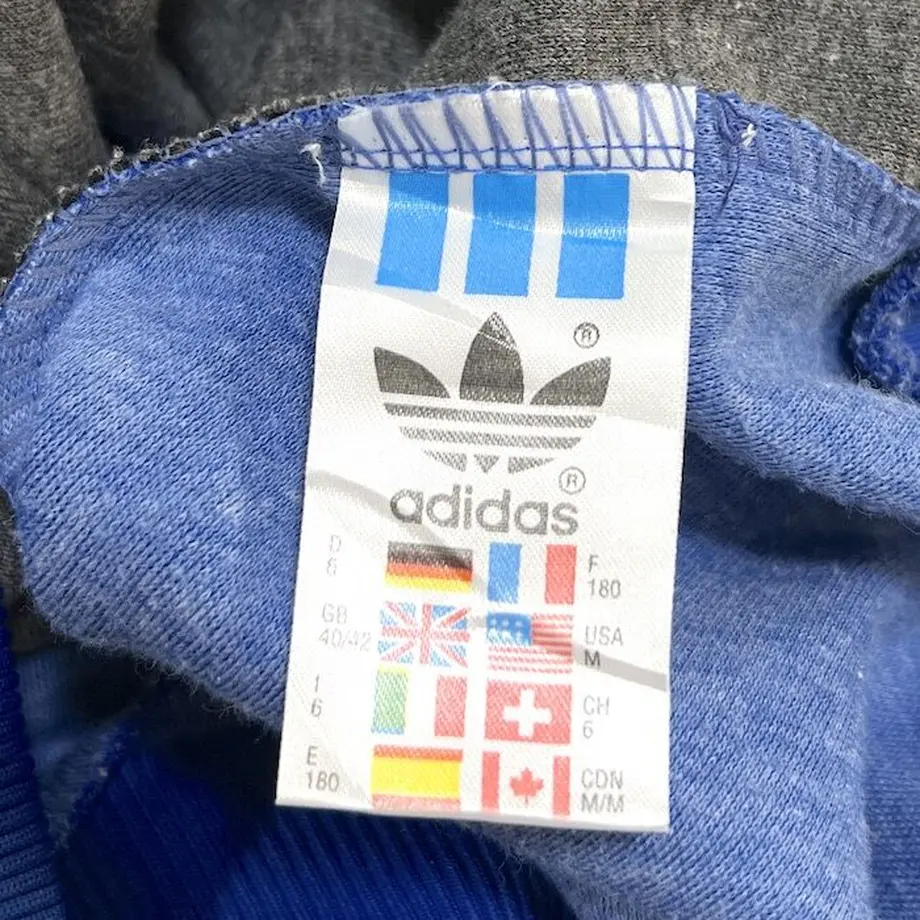 ®
®
adidas
D
6
F
180
GB
40/42
USA
M
I
6
CH
6
E
180
CDN
M/M